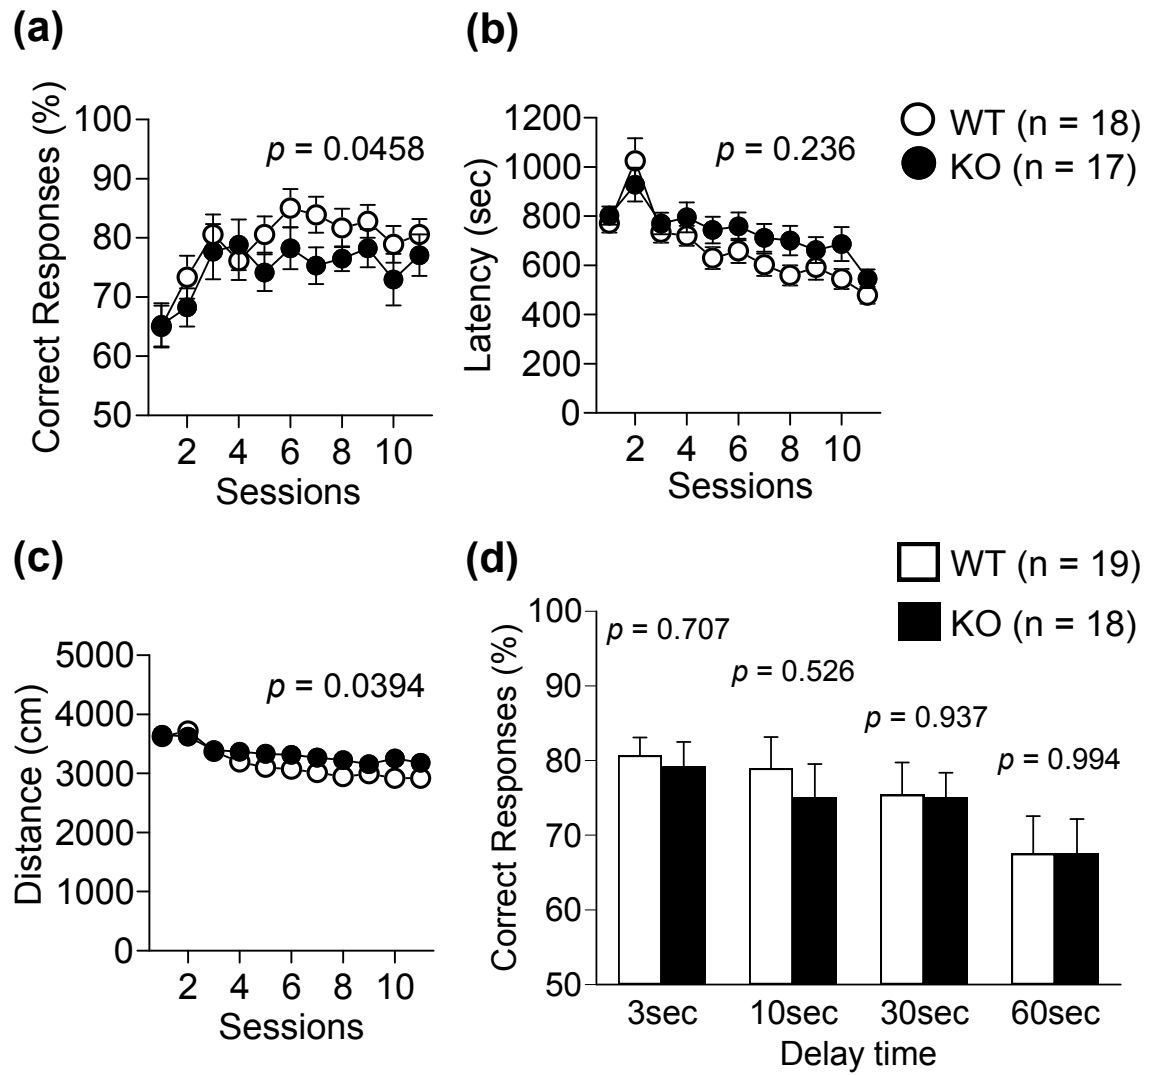 (a)
Correct Responses (%)
100
90
80
70
60
50
p = 0.0458
2 4 6 8 10
Sessions
(b)
Latency (sec)
1200
1000
800
600
400
200
0
p = 0.236
2 4 6 8 10
Sessions
WT (n = 18)
KO (n = 17)
(c)
Distance (cm)
5000
4000
3000
2000
1000
0
p = 0.0394
2 4 6 8 10
Sessions
(d)
WT (n = 19)
KO (n = 18)
Correct Responses (%)
100
90
80
70
60
50
p = 0.707
p = 0.526
p = 0.937
p = 0.994
3sec 10sec 30sec 60sec
Delay time